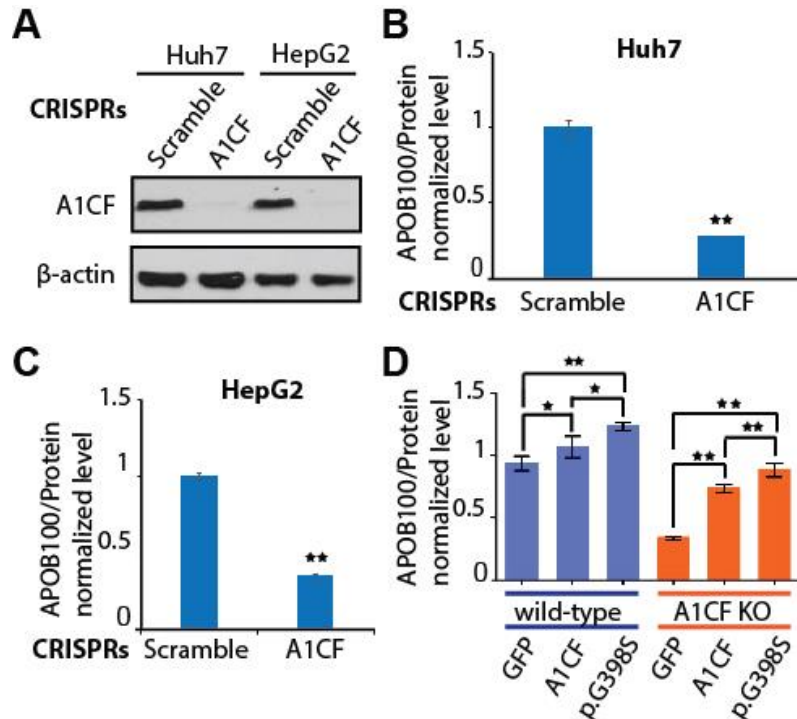 A
Huh7 HepG2
CRISPRs
Scramble A1CF Scramble A1CF
A1CF
β-actin
B
Huh7
APOB100/Protein
normalized level
1.5
1
0.5
0
★★
CRISPRs Scramble A1CF
C
HepG2
APOB100/Protein
normalized level
1.5
1
0.5
0
★★
CRISPRs Scramble A1CF
D
APOB100/Protein
normalized level
1.5
1
0.5
0
★★
★ ★
★★
★★ ★★
wild-type A1CF KO
GFP A1CF p.G398S GFP A1CF p.G398S